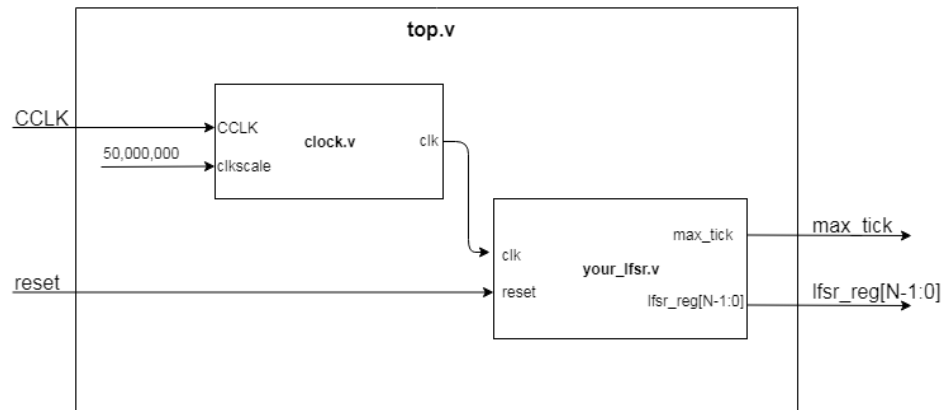 top.v
CCLK
CCLK
clock.v
clk
50,000,000
clkscale
max_tick
max_tick
clk
your_lfsr.v
reset
reset
lfsr_reg[N-1:0]
lfsr_reg[N-1:0]